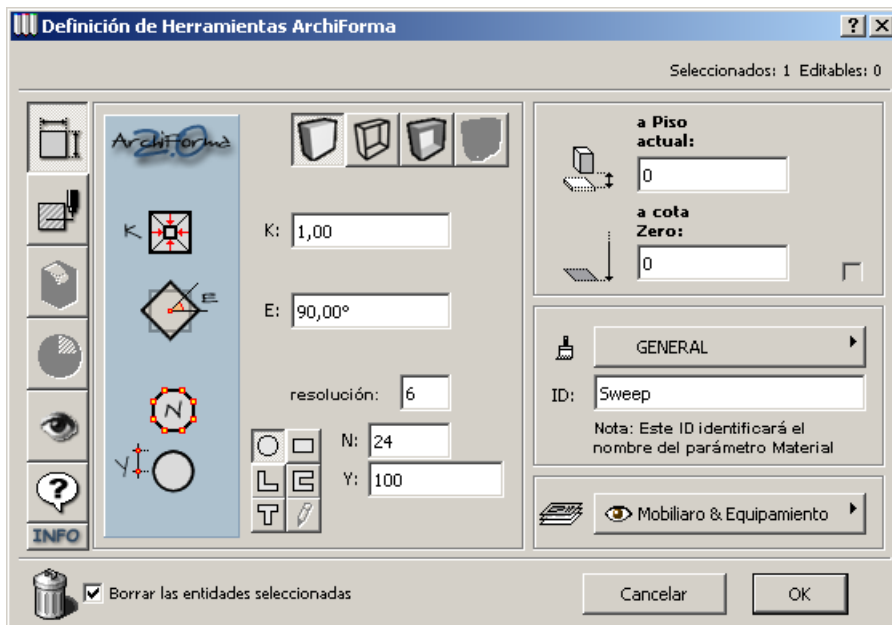 Definición de Herramientas ArchiForma
Seleccionados: 1 Editables: 0
ArchiForma
2.0
K
K: 1,00
E
E: 90,00°
resolución: 6
N
N: 24
Y
Y: 100
INFO
a Piso
actual:
0
a cota
Zero:
0
GENERAL
ID: Sweep
Nota: Este ID identificará el
nombre del parámetro Material
Mobiliaro & Equipamiento
Borrar las entidades seleccionadas
Cancelar
OK